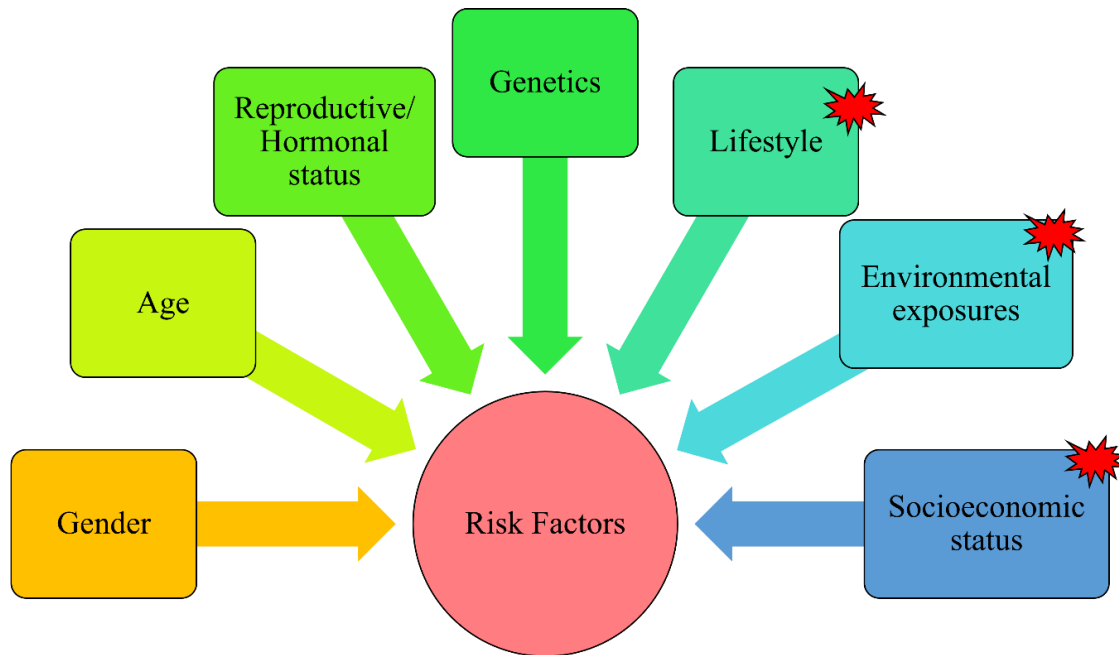 Genetics
Reproductive/
Hormonal
status
Lifestyle
Age
Environmental
exposures
Gender
Risk Factors
Socioeconomic
status